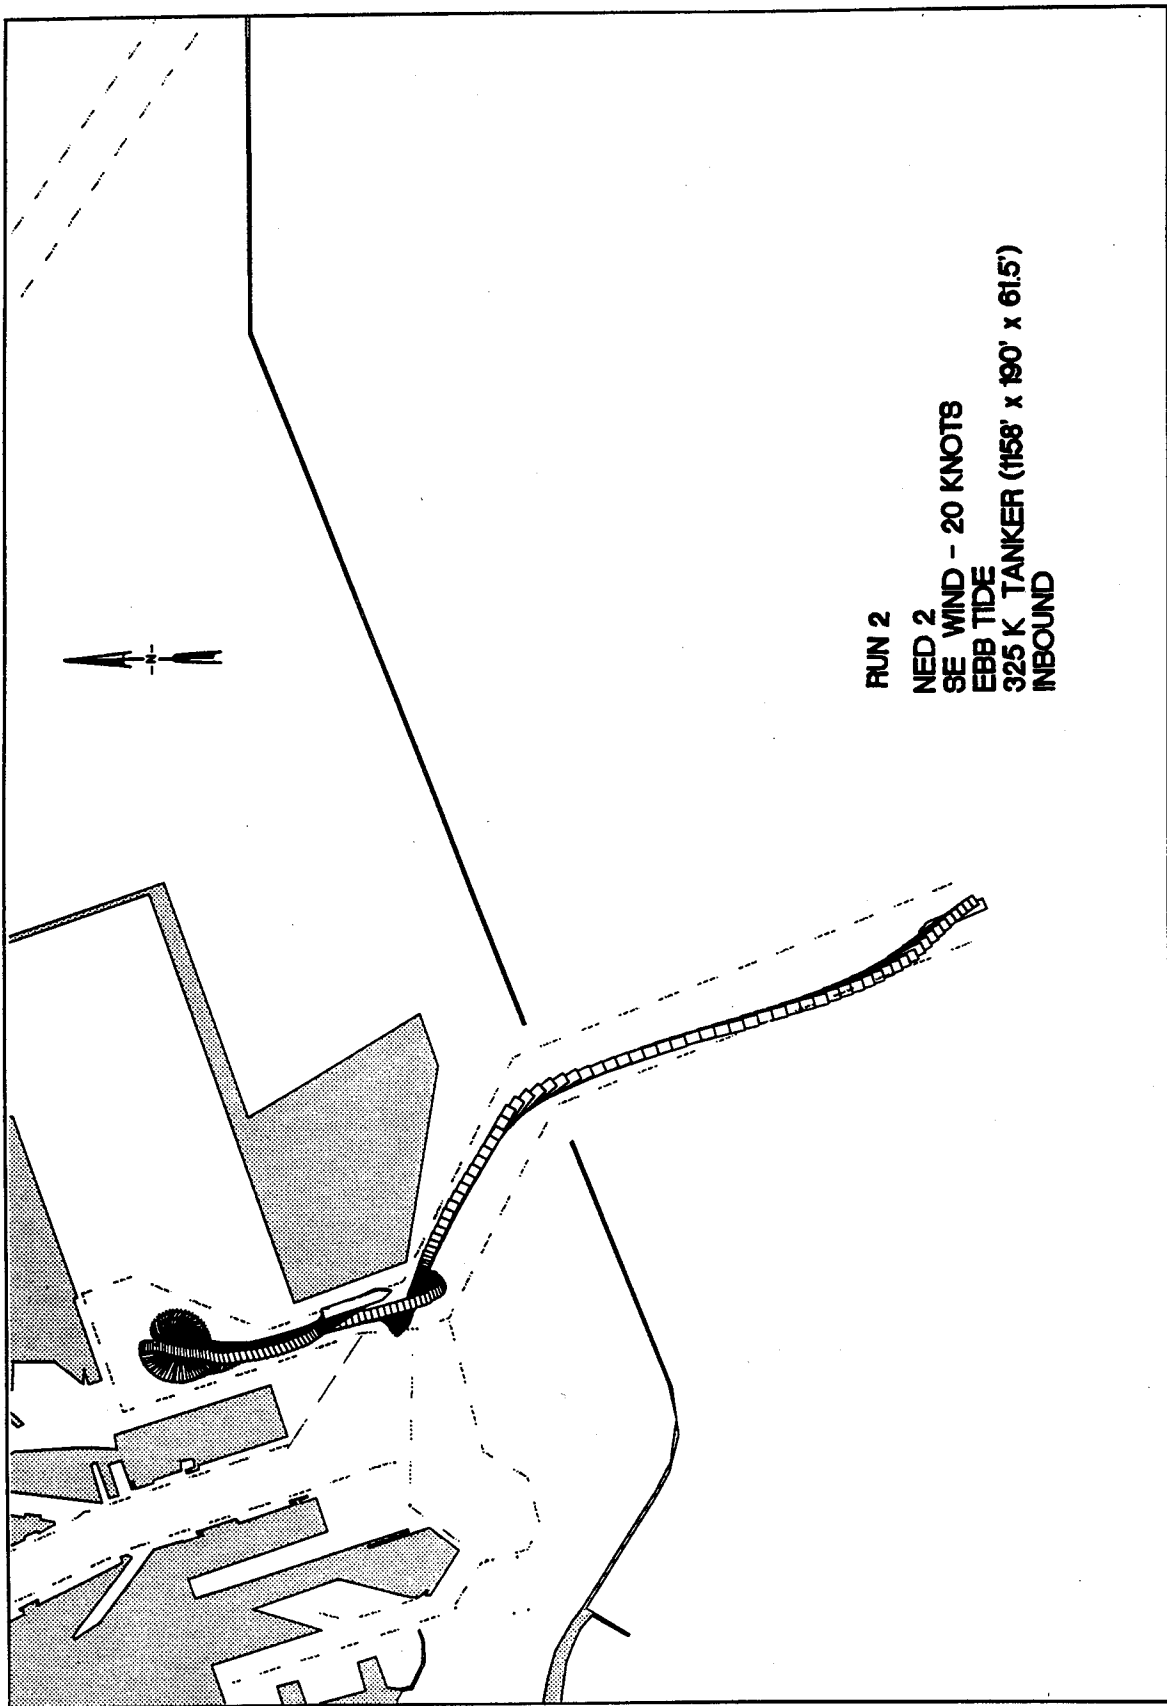 N
RUN 2
NED 2
SE WIND - 20 KNOTS
EBB TIDE
325 K TANKER (1158' x 190' x 61.5')
INBOUND